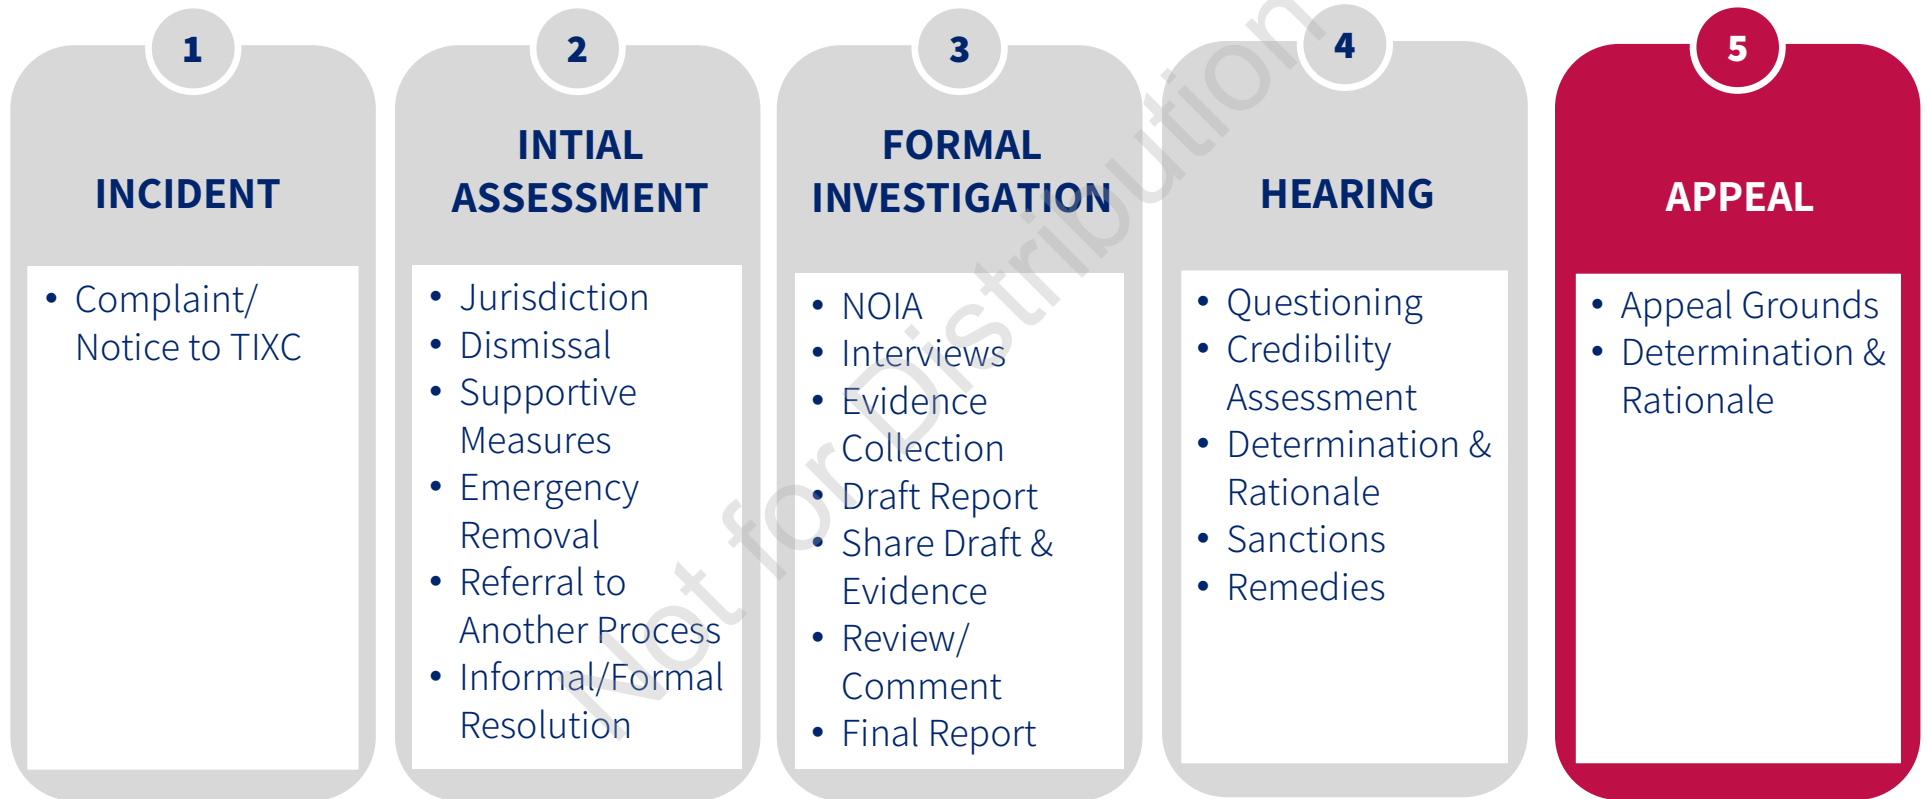 1
INCIDENT
• Complaint/
Notice to TIXC
2
INTIAL
ASSESSMENT
• Jurisdiction
• Dismissal
• Supportive
Measures
• Emergency
Removal
• Referral to
Another Process
• Informal/Formal
Resolution
3
FORMAL
INVESTIGATION
• NOIA
• Interviews
• Evidence
Collection
• Draft Report
• Share Draft &
Evidence
• Review/
Comment
• Final Report
4
HEARING
• Questioning
• Credibility
Assessment
• Determination &
Rationale
• Sanctions
• Remedies
5
APPEAL
• Appeal Grounds
• Determination &
Rationale
Not for Distribution